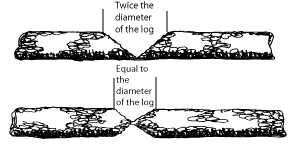 Twice the
diameter
of the log
Equal to
the
diameter
of the log